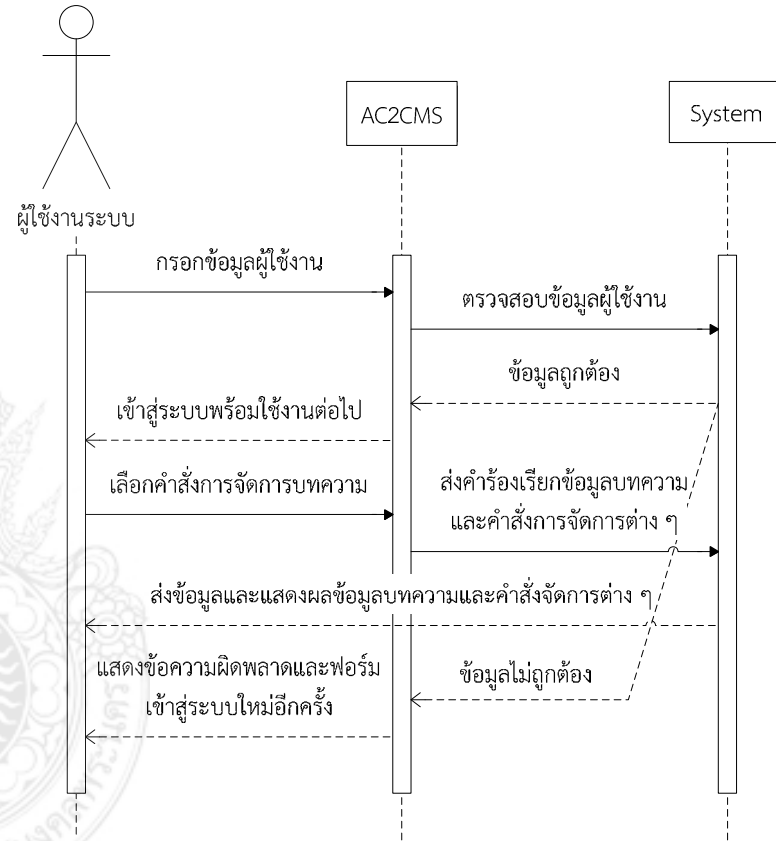 AC2CMS
System
ผู้ใช้งานระบบ
กรอกข้อมูลผู้ใช้งาน
ตรวจสอบข้อมูลผู้ใช้งาน
ข้อมูลถูกต้อง
เข้าสู่ระบบพร้อมใช้งานต่อไป
เลือกคำสั่งการจัดการบทความ
ส่งคำร้องเรียกข้อมูลบทความ
และคำสั่งการจัดการต่าง ๆ
ส่งข้อมูลและแสดงผลข้อมูลบทความและคำสั่งจัดการต่าง ๆ
แสดงข้อความผิดพลาดและฟอร์ม
เข้าสู่ระบบใหม่อีกครั้ง
ข้อมูลไม่ถูกต้อง